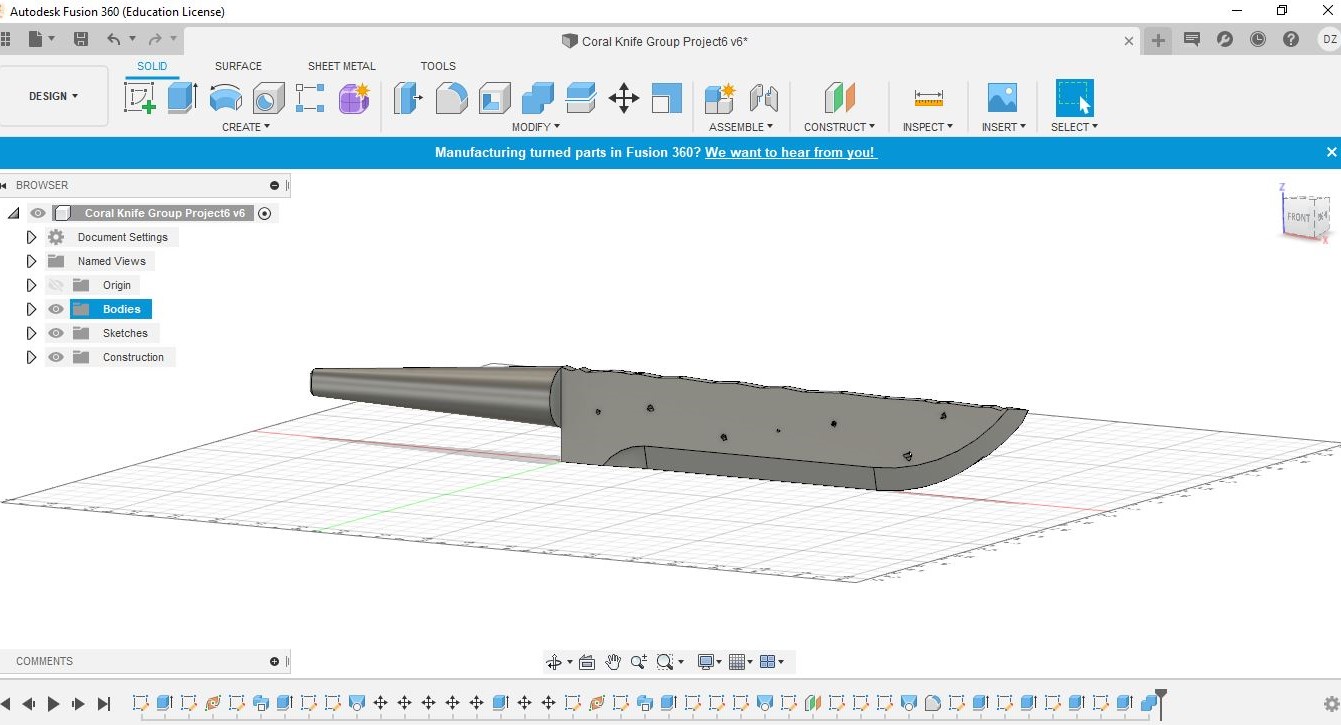 Autodesk Fusion 360 (Education License)
Coral Knife Group Project6 v6*
DZ
SOLID SURFACE SHEET METAL TOOLS
DESIGN
CREATE MODIFY ASSEMBLE CONSTRUCT INSPECT INSERT SELECT
Manufacturing turned parts in Fusion 360? We want to hear from you!
BROWSER
Coral Knife Group Project6 v6
Document Settings
Named Views
Origin
Bodies
Sketches
Construction
Z
FRONT
X
COMMENTS